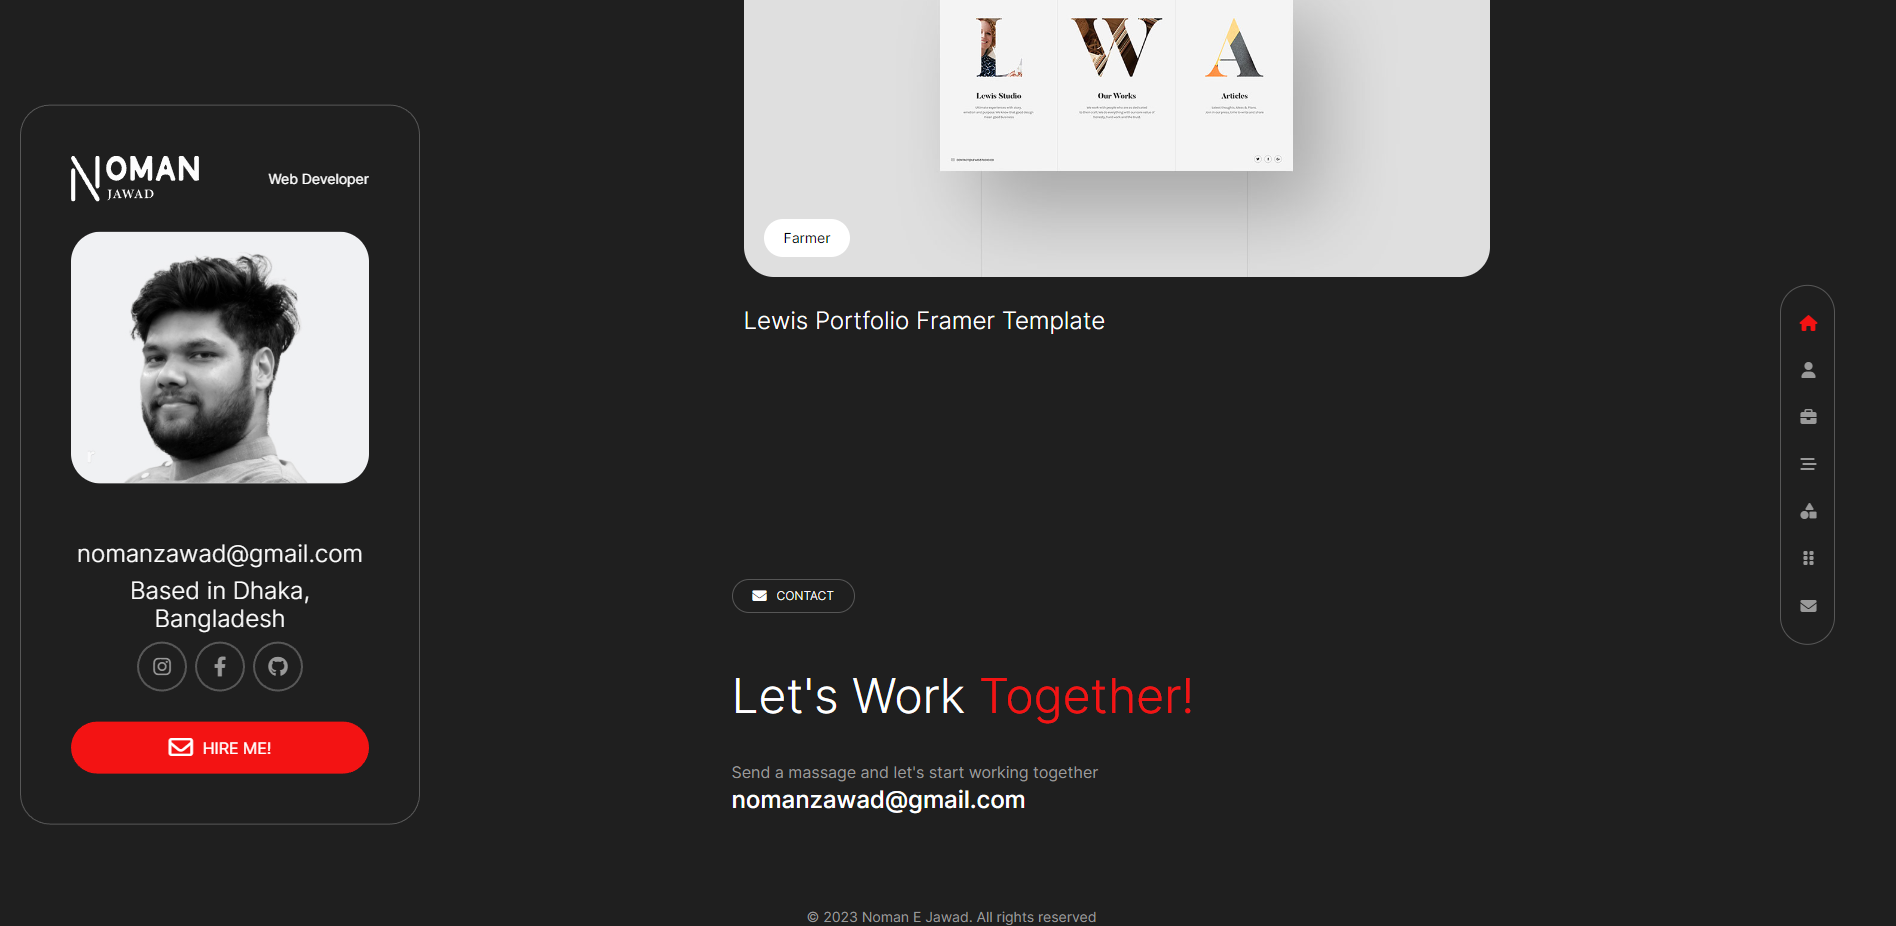 NOMAN
JAWAD
Web Developer
r
nomanzawad@gmail.com
Based in Dhaka,
Bangladesh
HIRE ME!
L
W
A
Lewis Studio
Our Works
Articles
Farmer
Lewis Portfolio Framer Template
CONTACT
Let's Work Together!
Send a massage and let's start working together
nomanzawad@gmail.com
© 2023 Noman E Jawad. All rights reserved